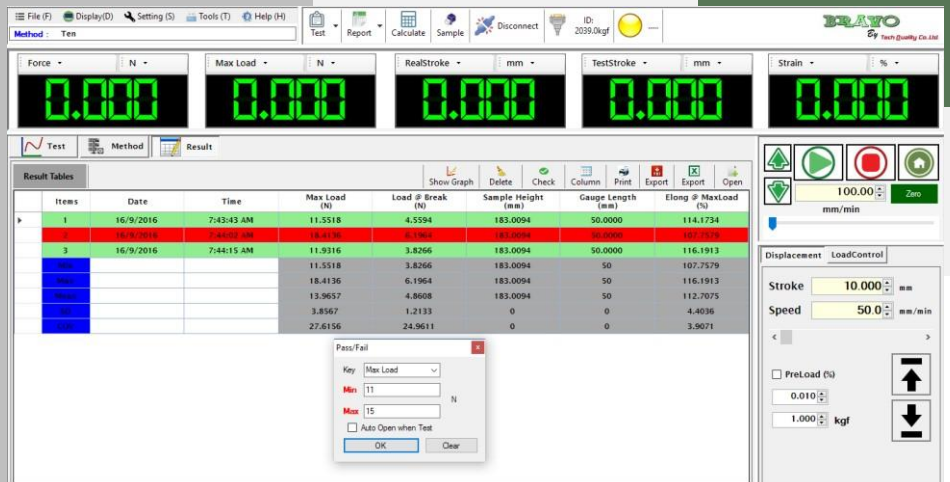 File (F) Display(D) Setting (S) Tools (T) Help (H)
Method : Ten
Test Report Calculate Sample Disconnect ID: 2039.0kgf
BRAVO
By Tech Quality Co.Ltd
Force N Max Load N RealStroke mm TestStroke mm Strain %
0.000 0.000 0.000 0.000 0.000
Test Method Result
Result Tables Show Graph Delete Check Column Print Export Export Open
Items Date Time Max Load (N) Load @ Break (N) Sample Height (mm) Gauge Length (mm) Elong @ MaxLoad (%)
1 16/9/2016 7:43:43 AM 11.5518 4.5594 183.0094 50.0000 114.1734
2 16/9/2016 7:44:02 AM 18.4136 6.1964 183.0094 50.0000 107.7579
3 16/9/2016 7:44:15 AM 11.9316 3.8266 183.0094 50.0000 116.1913
11.5518 3.8266 183.0094 50 107.7579
18.4136 6.1964 183.0094 50 116.1913
13.9657 4.8608 183.0094 50 112.7075
3.8567 1.2133 0 0 4.4036
27.6156 24.9611 0 0 3.9071
Pass/Fail x
Key Max Load
Min 11
N
Max 15
Auto Open when Test
OK Clear
100.00 Zero
mm/min
Displacement LoadControl
Stroke 10.000 mm
Speed 50.0 mm/min
PreLoad (%)
0.010
1.000 kgf